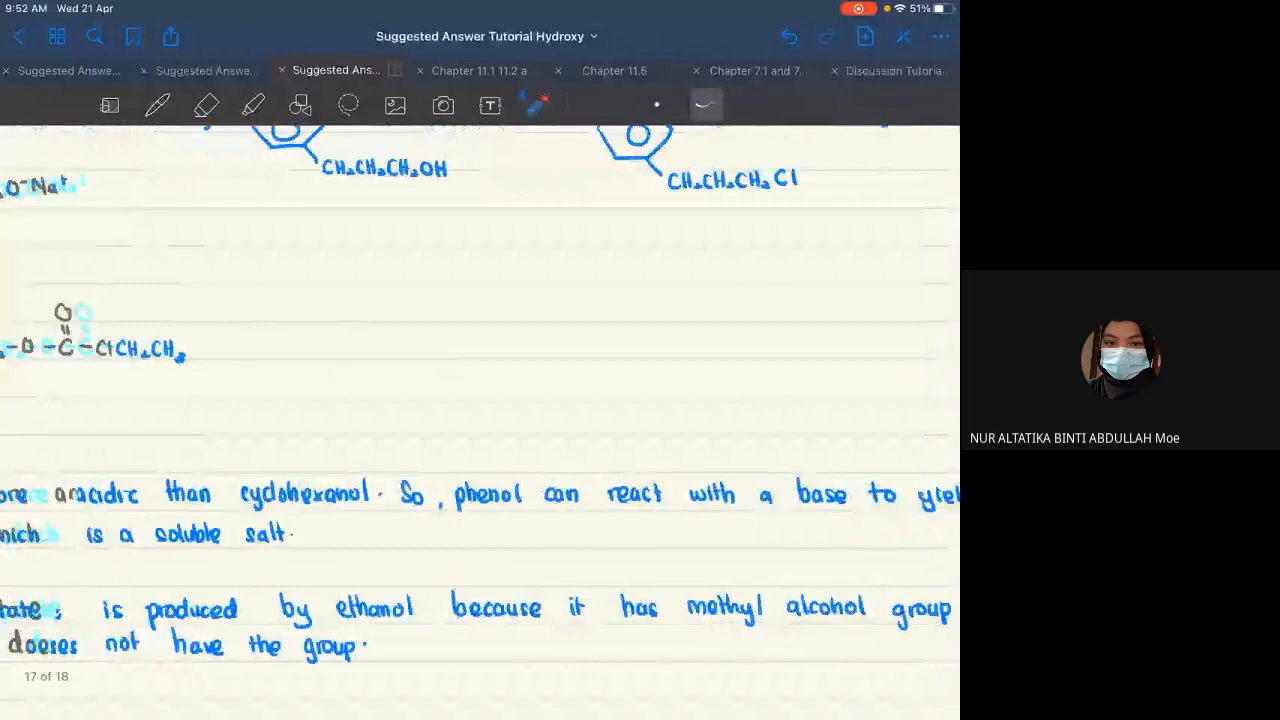 9:52 AM Wed 21 Apr 51%
Suggested Answer Tutorial Hydroxy
Suggested Answe... Suggested Answe... Suggested Ans... Chapter 11.1 11.2 a Chapter 11.5 Chapter 7.1 and 7... Discussion Tutoria
CH₂CH₂CH₂OH CH₂CH₂CH₂Cl
O⁻Na⁺
O
-O-C-ClCH₂CH₃
acidic than cyclohexanol. So, phenol can react with a base to yiel
is a soluble salt.
is produced by ethanol because it has methyl alcohol group
not have the group.
17 of 18
NUR ALTATIKA BINTI ABDULLAH Moe